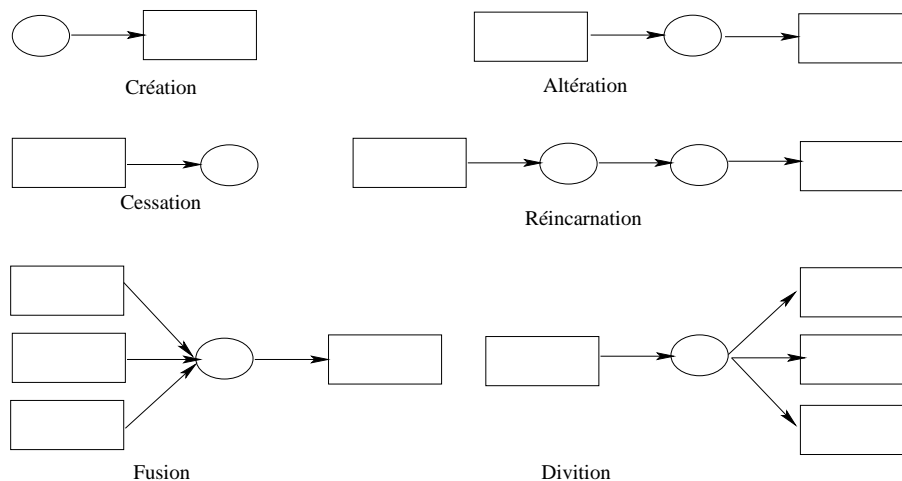 Création
Altération
Cessation
Réincarnation
Fusion
Divition